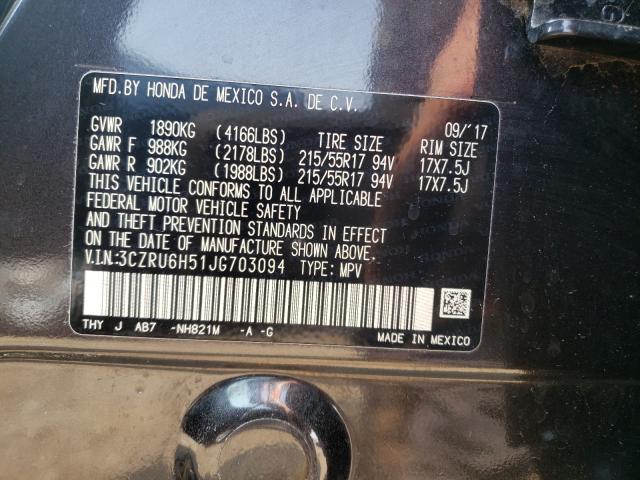 MFD.BY HONDA DE MEXICO S.A. DE C.V.
GVWR 1890KG (4166LBS) TIRE SIZE 09/'17 RIM SIZE
GAWR F 988KG (2178LBS) 215/55R17 94V 17X7.5J
GAWR R 902KG (1988LBS) 215/55R17 94V 17X7.5J
THIS VEHICLE CONFORMS TO ALL APPLICABLE
FEDERAL MOTOR VEHICLE SAFETY
AND THEFT PREVENTION STANDARDS IN EFFECT
ON THE DATE OF MANUFACTURE SHOWN ABOVE.
V.I.N.:3CZRU6H51JG703094 TYPE: MPV
THY J AB7 -NH821M -A -G
MADE IN MEXICO